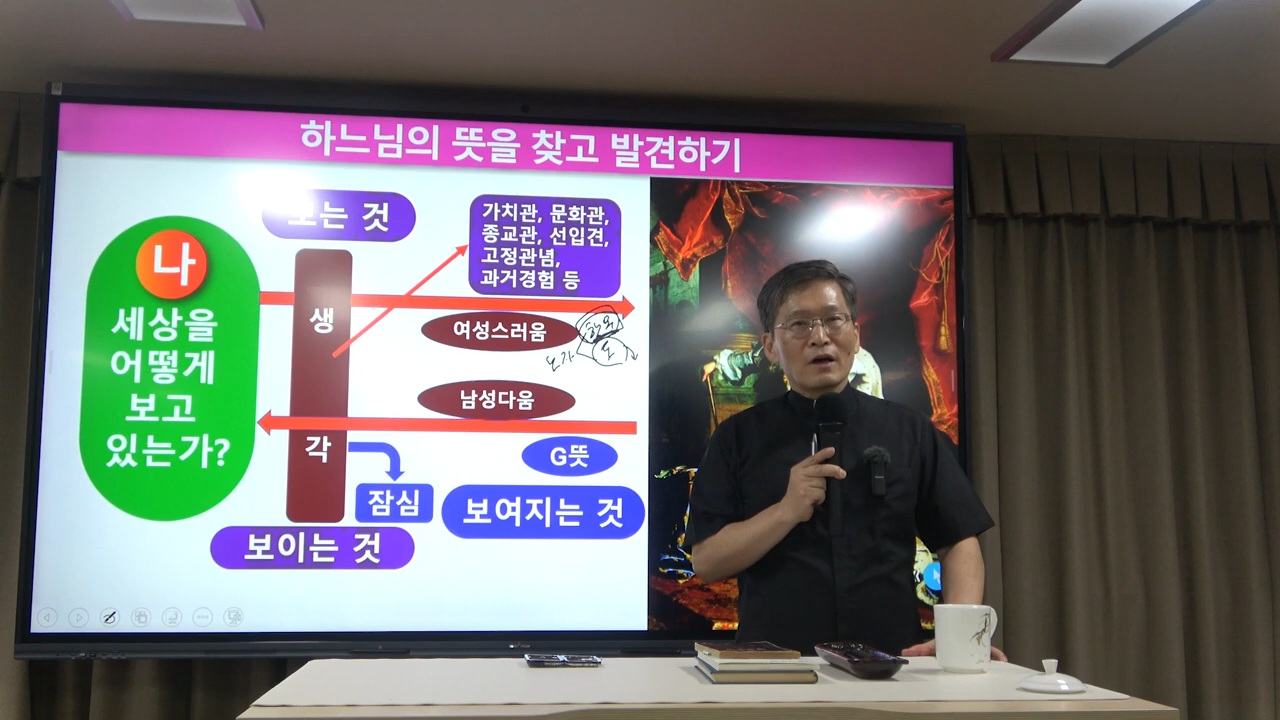 하느님의 뜻을 찾고 발견하기
보는 것
가치관, 문화관,
종교관, 선입견,
고정관념,
과거경험 등
나
세상을
어떻게
보고
있는가?
생
각
여성스러움
남성다움
G뜻
잠심
보여지는 것
보이는 것